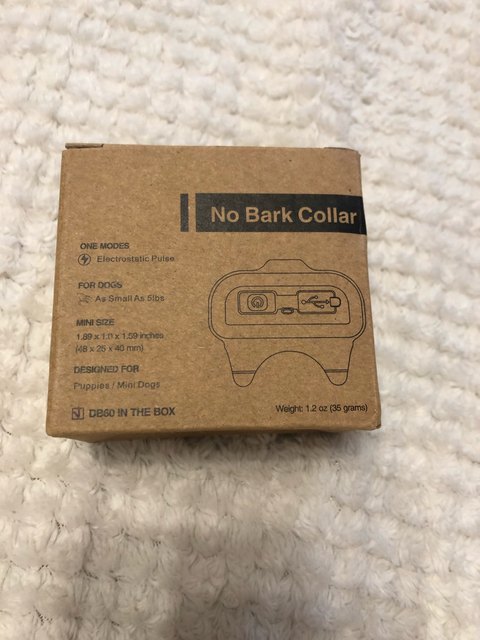 No Bark Collar
ONE MODES
Electrostatic Pulse
FOR DOGS
As Small As 5lbs
MINI SIZE
1.89 x 1.0 x 1.59 inches
(48 x 25 x 40 mm)
DESIGNED FOR
Puppies / Mini Dogs
DB60 IN THE BOX
Weight: 1.2 oz (35 grams)